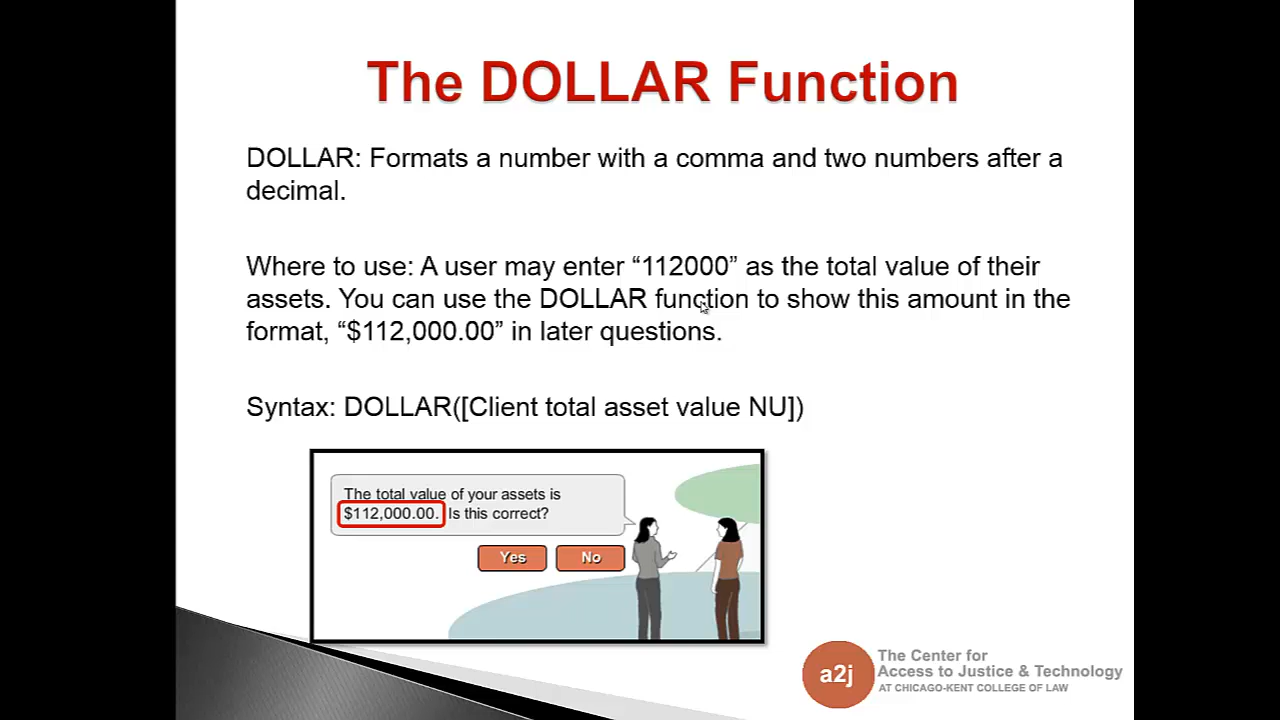 The DOLLAR Function
DOLLAR: Formats a number with a comma and two numbers after a
decimal.
Where to use: A user may enter “112000” as the total value of their
assets. You can use the DOLLAR function to show this amount in the
format, “$112,000.00” in later questions.
Syntax: DOLLAR([Client total asset value NU])
The total value of your assets is
$112,000.00. Is this correct?
Yes No
a2j
The Center for
Access to Justice & Technology
AT CHICAGO-KENT COLLEGE OF LAW